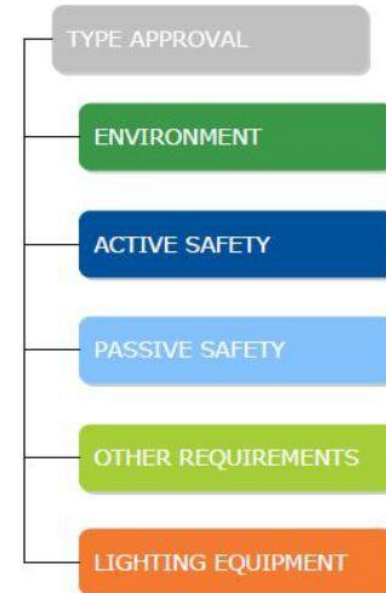 TYPE APPROVAL
ENVIRONMENT
ACTIVE SAFETY
PASSIVE SAFETY
OTHER REQUIREMENTS
LIGHTING EQUIPMENT